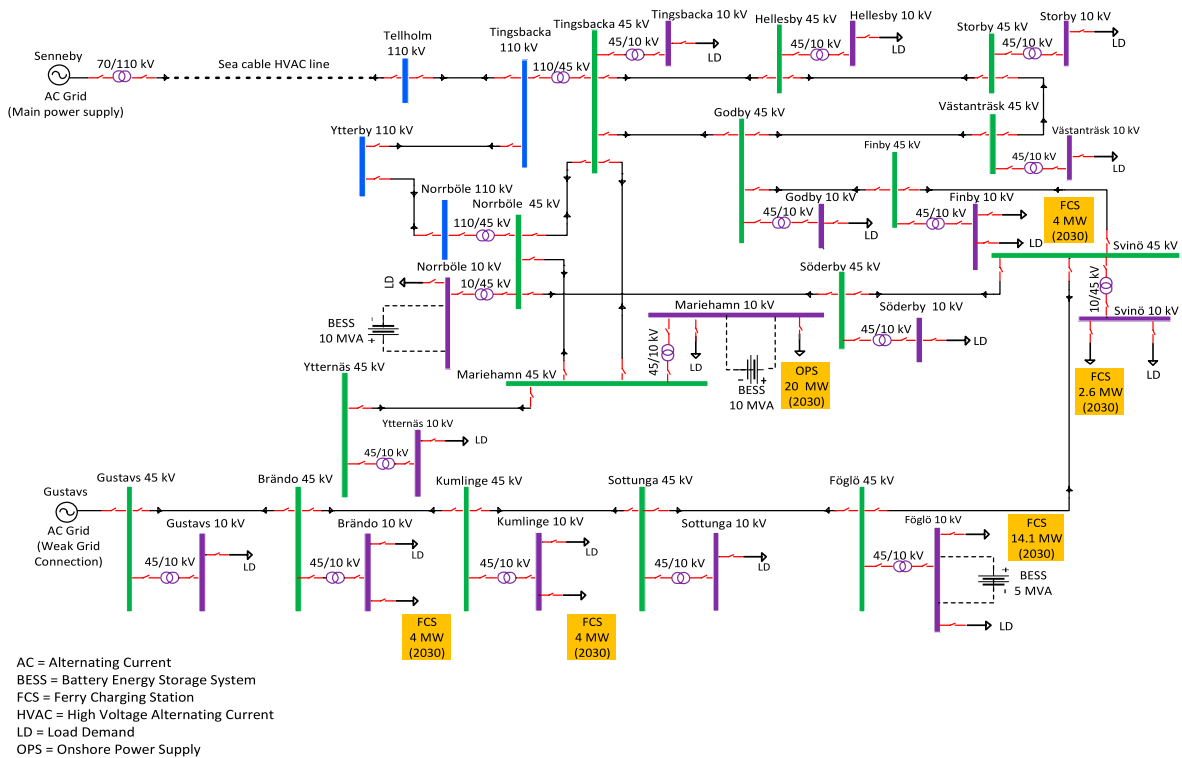 Senneby
AC Grid
(Main power supply)
70/110 kV
Sea cable HVAC line
Tellholm
110 kV
Tingsbacka
110 kV
110/45 kV
Tingsbacka 45 kV
Tingsbacka 10 kV
45/10 kV
LD
Hellesby 45 kV
Hellesby 10 kV
45/10 kV
LD
Storby 45 kV
Storby 10 kV
45/10 kV
LD
Ytterby 110 kV
Godby 45 kV
Västanträsk 45 kV
Västanträsk 10 kV
45/10 kV
LD
Finby 45 kV
Norrböle 110 kV
Norrböle 45 kV
110/45 kV
Godby 10 kV
45/10 kV
LD
Finby 10 kV
45/10 kV
LD
LD
FCS
4 MW
(2030)
Svinö 45 kV
10/45 kV
Svinö 10 kV
FCS
2.6 MW
(2030)
LD
Norrböle 10 kV
LD
10/45 kV
BESS
10 MVA
Söderby 45 kV
Söderby 10 kV
45/10 kV
LD
Mariehamn 10 kV
45/10 kV
LD
BESS
10 MVA
OPS
20 MW
(2030)
Mariehamn 45 kV
Ytternäs 45 kV
Ytternäs 10 kV
45/10 kV
LD
Gustavs
AC Grid
(Weak Grid
Connection)
Gustavs 45 kV
Gustavs 10 kV
45/10 kV
LD
Brändo 45 kV
Brändo 10 kV
45/10 kV
LD
FCS
4 MW
(2030)
Kumlinge 45 kV
Kumlinge 10 kV
45/10 kV
LD
FCS
4 MW
(2030)
Sottunga 45 kV
Sottunga 10 kV
45/10 kV
LD
Föglö 45 kV
Föglö 10 kV
45/10 kV
FCS
14.1 MW
(2030)
BESS
5 MVA
LD
AC = Alternating Current
BESS = Battery Energy Storage System
FCS = Ferry Charging Station
HVAC = High Voltage Alternating Current
LD = Load Demand
OPS = Onshore Power Supply